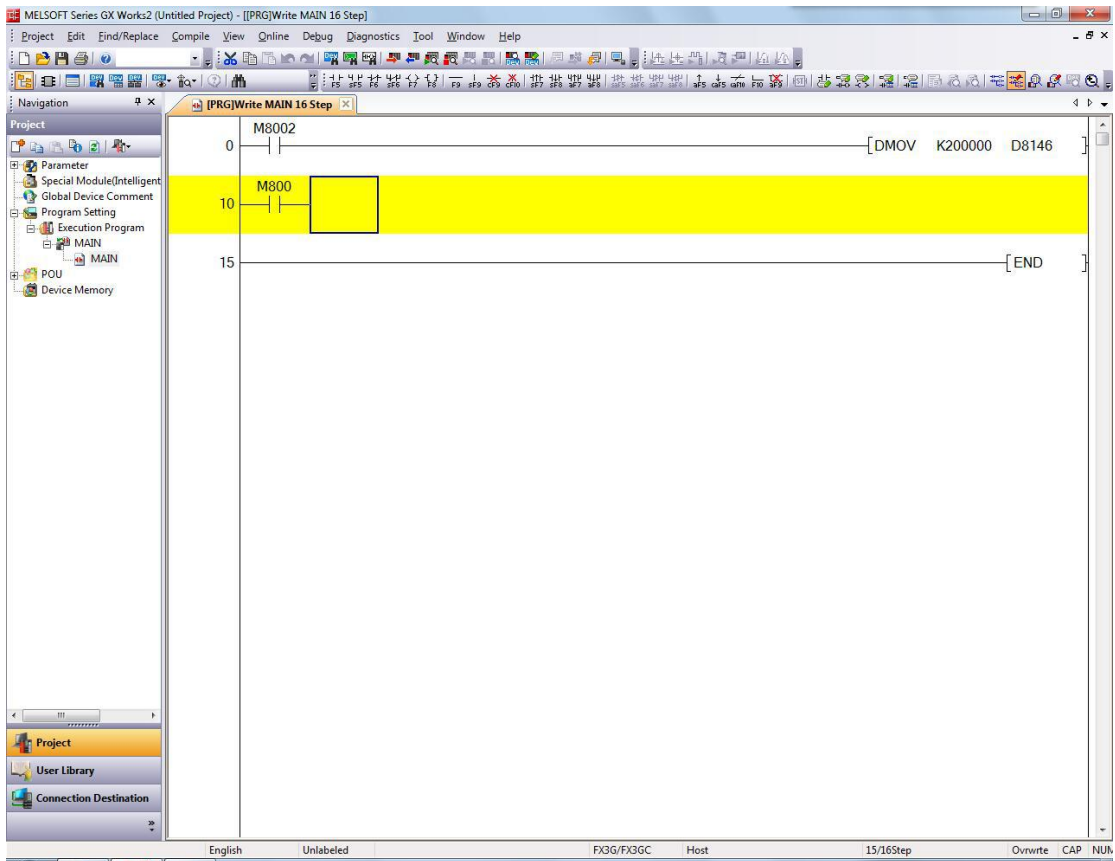 MELSOFT Series GX Works2 (Untitled Project) - [[PRG]Write MAIN 16 Step]
Project Edit Find/Replace Compile View Online Debug Diagnostics Tool Window Help
Navigation
[PRG]Write MAIN 16 Step
Project
Parameter
Special Module(Intelligent
Global Device Comment
Program Setting
Execution Program
MAIN
MAIN
POU
Device Memory
M8002
0 [ DMOV K200000 D8146 ]
M800
10
15 [ END ]
Project
User Library
Connection Destination
English Unlabeled FX3G/FX3GC Host 15/16Step Ovrwrte CAP NUM